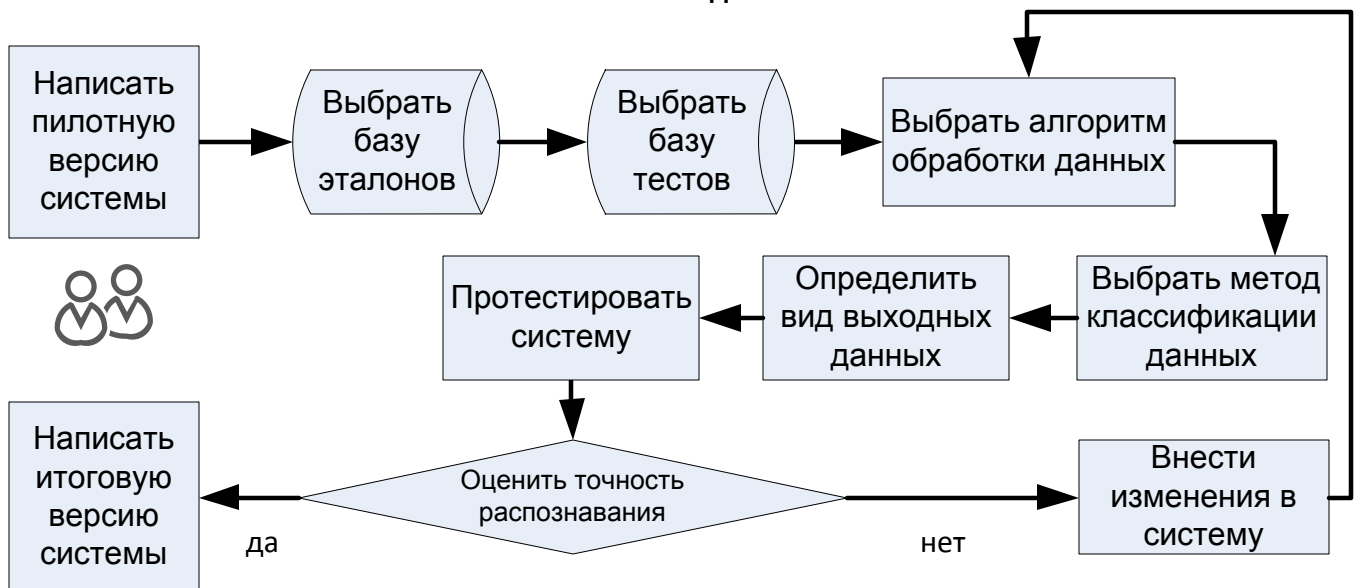 Написать
пилотную
версию
системы
Выбрать
базу
эталонов
Выбрать
базу
тестов
Выбрать алгоритм
обработки данных
Выбрать метод
классификации
данных
Определить
вид выходных
данных
Протестировать
систему
Оценить точность
распознавания
да
нет
Написать
итоговую
версию
системы
Внести
изменения в
систему